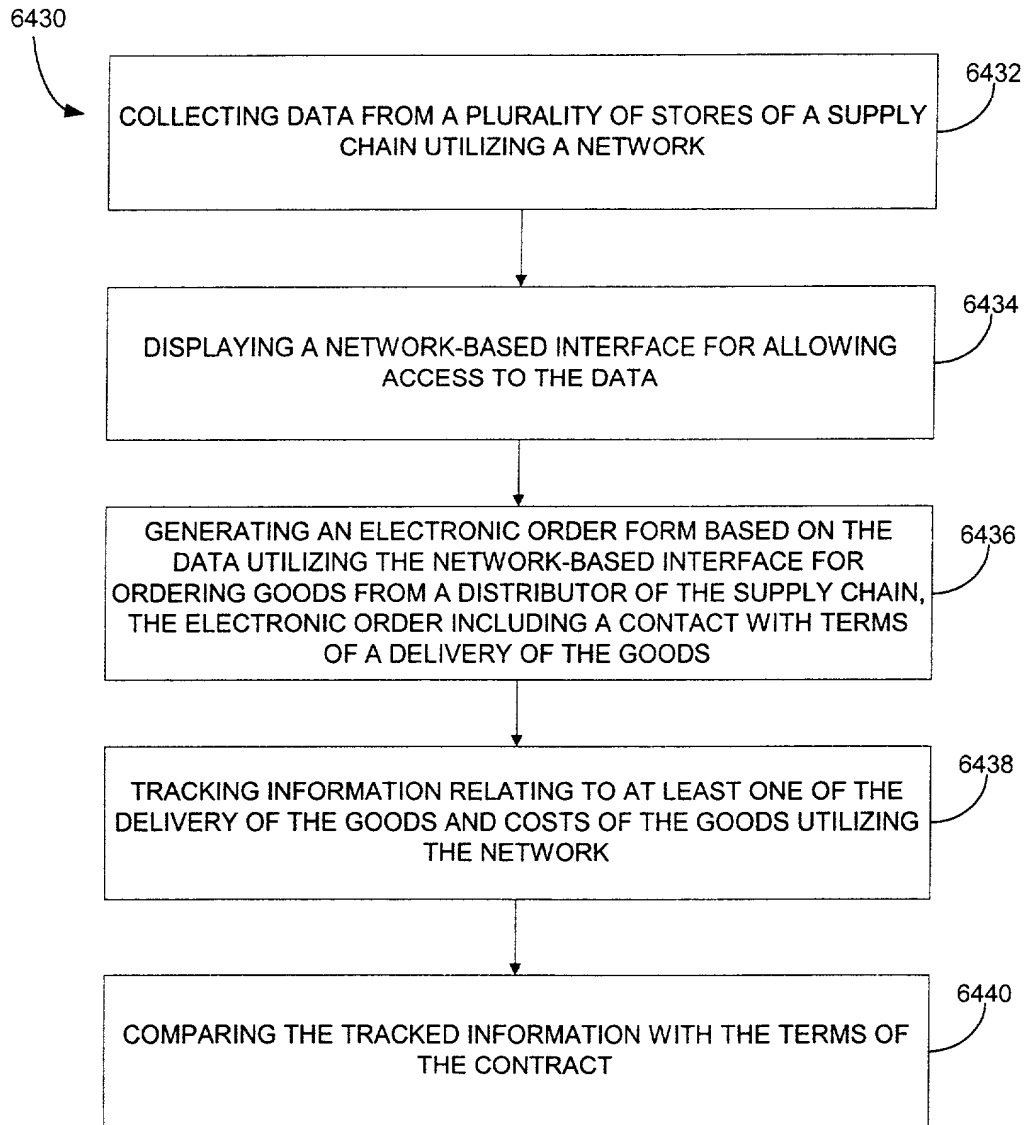 6430
6432
COLLECTING DATA FROM A PLURALITY OF STORES OF A SUPPLY
CHAIN UTILIZING A NETWORK
6434
DISPLAYING A NETWORK-BASED INTERFACE FOR ALLOWING
ACCESS TO THE DATA
6436
GENERATING AN ELECTRONIC ORDER FORM BASED ON THE
DATA UTILIZING THE NETWORK-BASED INTERFACE FOR
ORDERING GOODS FROM A DISTRIBUTOR OF THE SUPPLY CHAIN,
THE ELECTRONIC ORDER INCLUDING A CONTACT WITH TERMS
OF A DELIVERY OF THE GOODS
6438
TRACKING INFORMATION RELATING TO AT LEAST ONE OF THE
DELIVERY OF THE GOODS AND COSTS OF THE GOODS UTILIZING
THE NETWORK
6440
COMPARING THE TRACKED INFORMATION WITH THE TERMS OF
THE CONTRACT